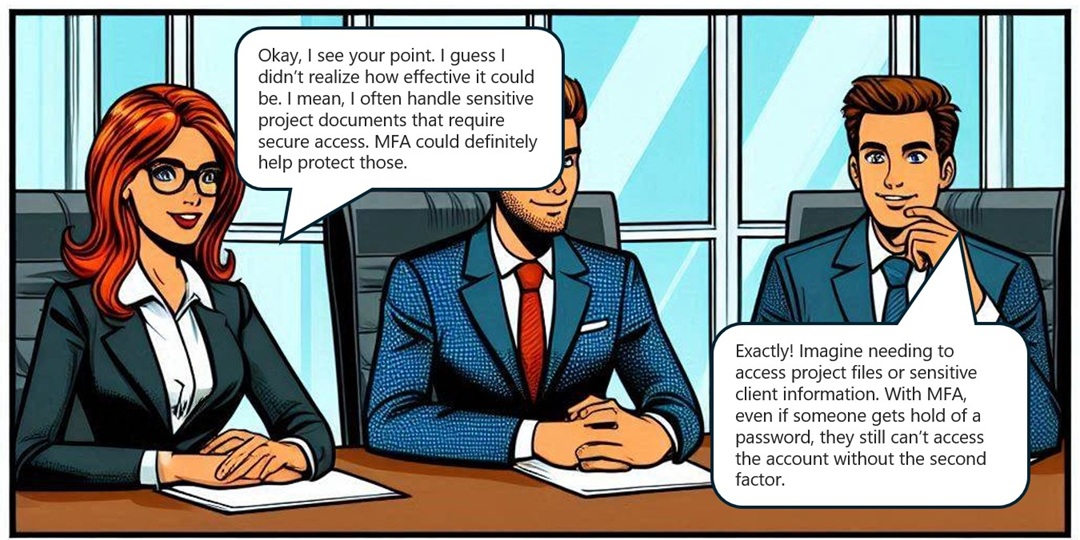 Okay, I see your point. I guess I
didn’t realize how effective it could
be. I mean, I often handle sensitive
project documents that require
secure access. MFA could definitely
help protect those.
Exactly! Imagine needing to
access project files or sensitive
client information. With MFA,
even if someone gets hold of a
password, they still can’t access
the account without the second
factor.